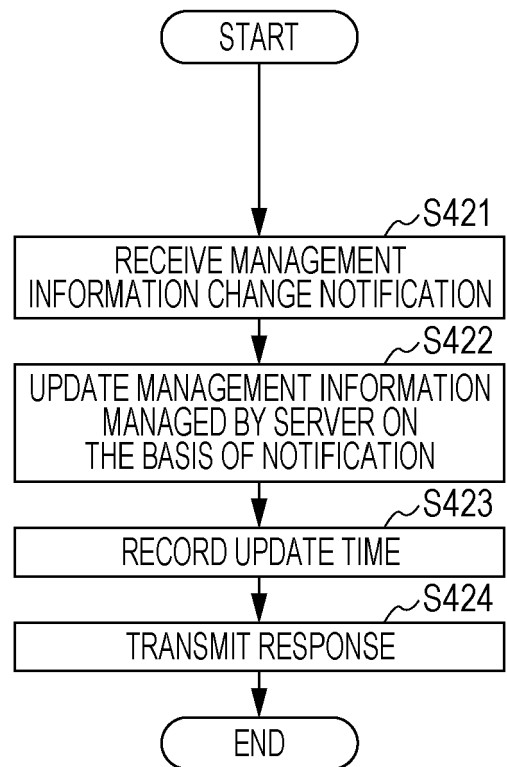 START
S421
RECEIVE MANAGEMENT
INFORMATION CHANGE NOTIFICATION
S422
UPDATE MANAGEMENT INFORMATION
MANAGED BY SERVER ON
THE BASIS OF NOTIFICATION
S423
RECORD UPDATE TIME
S424
TRANSMIT RESPONSE
END